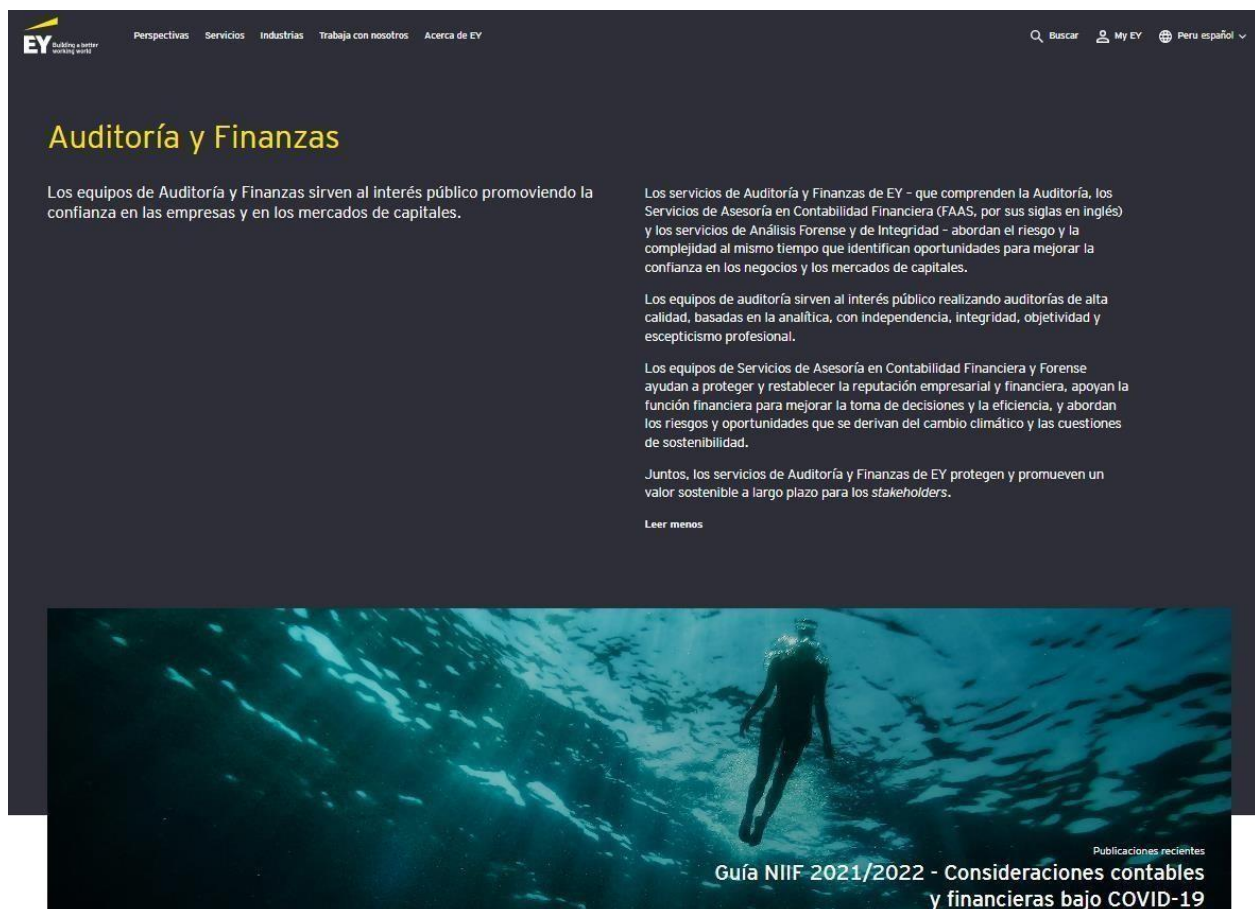 EY
Building a better
working world
Perspectivas Servicios Industrias Trabaja con nosotros Acerca de EY
Buscar My EY Peru español
Auditoría y Finanzas
Los equipos de Auditoría y Finanzas sirven al interés público promoviendo la
confianza en las empresas y en los mercados de capitales.
Los servicios de Auditoría y Finanzas de EY – que comprenden la Auditoría, los
Servicios de Asesoría en Contabilidad Financiera (FAAS, por sus siglas en inglés)
y los servicios de Análisis Forense y de Integridad – abordan el riesgo y la
complejidad al mismo tiempo que identifican oportunidades para mejorar la
confianza en los negocios y los mercados de capitales.
Los equipos de auditoría sirven al interés público realizando auditorías de alta
calidad, basadas en la analítica, con independencia, integridad, objetividad y
escepticismo profesional.
Los equipos de Servicios de Asesoría en Contabilidad Financiera y Forense
ayudan a proteger y restablecer la reputación empresarial y financiera, apoyan la
función financiera para mejorar la toma de decisiones y la eficiencia, y abordan
los riesgos y oportunidades que se derivan del cambio climático y las cuestiones
de sostenibilidad.
Juntos, los servicios de Auditoría y Finanzas de EY protegen y promueven un
valor sostenible a largo plazo para los stakeholders.
Leer menos
Publicaciones recientes
Guía NIIF 2021/2022 - Consideraciones contables
y financieras bajo COVID-19